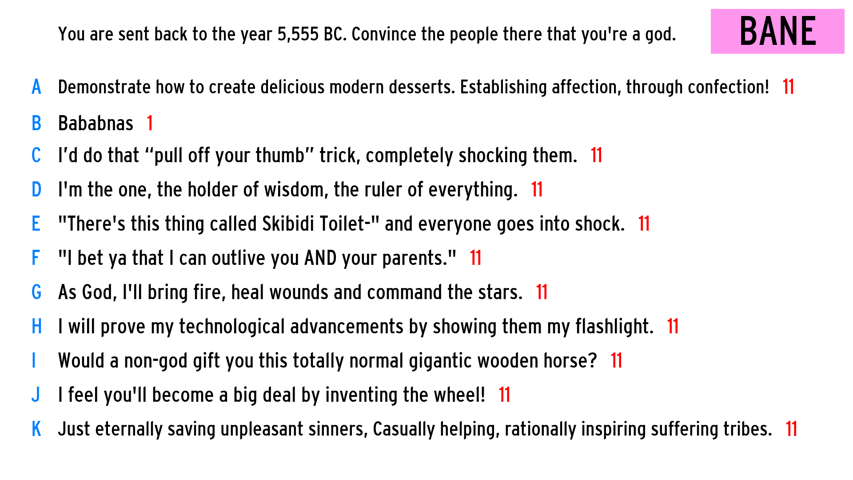 You are sent back to the year 5,555 BC. Convince the people there that you're a god.
BANE
A Demonstrate how to create delicious modern desserts. Establishing affection, through confection! 11
B Bababnas 1
C I’d do that “pull off your thumb” trick, completely shocking them. 11
D I'm the one, the holder of wisdom, the ruler of everything. 11
E "There's this thing called Skibidi Toilet-" and everyone goes into shock. 11
F "I bet ya that I can outlive you AND your parents." 11
G As God, I'll bring fire, heal wounds and command the stars. 11
H I will prove my technological advancements by showing them my flashlight. 11
I Would a non-god gift you this totally normal gigantic wooden horse? 11
J I feel you'll become a big deal by inventing the wheel! 11
K Just eternally saving unpleasant sinners, Casually helping, rationally inspiring suffering tribes. 11